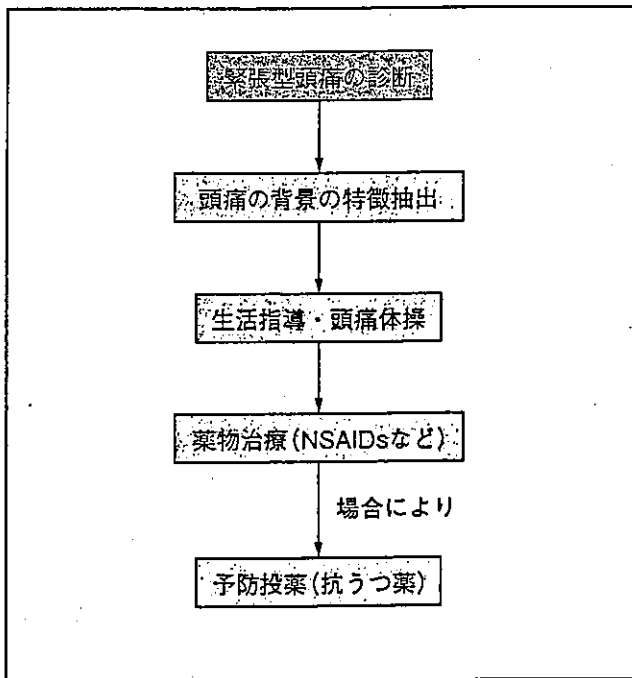 緊張型頭痛の診断
頭痛の背景の特徴抽出
生活指導・頭痛体操
薬物治療(NSAIDsなど)
場合により
予防投薬(抗うつ薬)